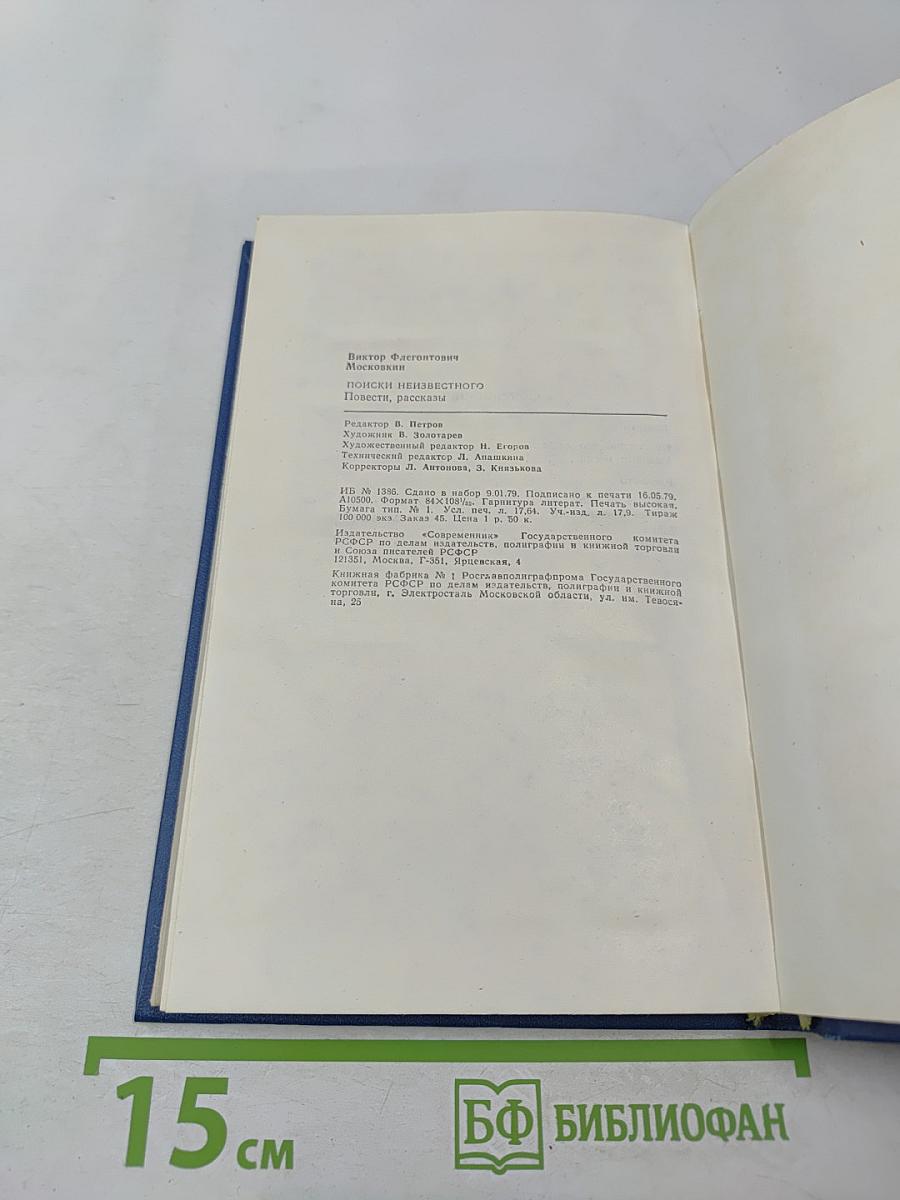 Виктор Флегонтович
Московкин
ПОИСКИ НЕИЗВЕСТНОГО
Повести, рассказы
Редактор В. Петров
Художник В. Золотарев
Художественный редактор Н. Егоров
Технический редактор Л. Анашкина
Корректоры Л. Антонова, З. Князькова
ИБ № 1386. Сдано в набор 9.01.79. Подписано к печати 16.05.79.
А10500. Формат 84×108¹/₃₂. Гарнитура литерат. Печать высокая.
Бумага тип. № 1. Усл. печ. л. 17,64. Уч.-изд. л. 17,9. Тираж
100 000 экз. Заказ 45. Цена 1 р. 50 к.
Издательство «Современник» Государственного комитета
РСФСР по делам издательств, полиграфии и книжной торговли
и Союза писателей РСФСР
121351, Москва, Г-351, Ярцевская, 4
Книжная фабрика № 1 Росглавполиграфпрома Государственного
комитета РСФСР по делам издательств, полиграфии и книжной
торговли, г. Электросталь Московской области, ул. им. Тевося-
на, 25
15 см
БФ БИБЛИОФАН